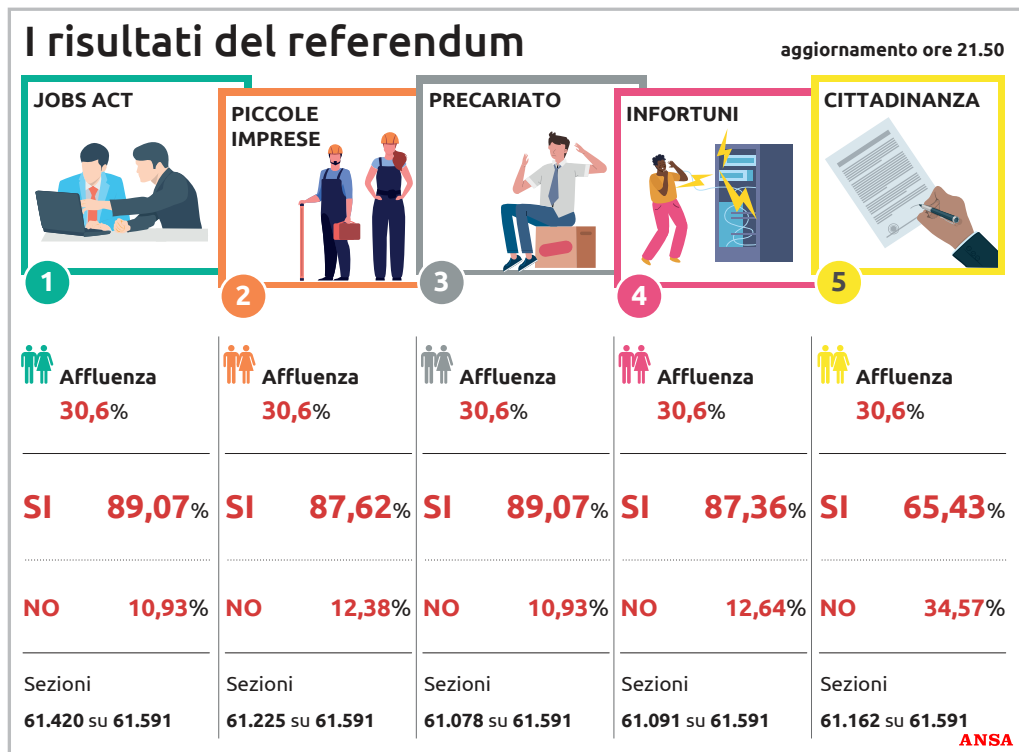 I risultati del referendum
aggiornamento ore 21.50
JOBS ACT
1
PICCOLE
IMPRESE
2
PRECARIATO
3
INFORTUNI
4
CITTADINANZA
5
Affluenza
30,6%
SI 89,07%
NO 10,93%
Sezioni
61.420 su 61.591
Affluenza
30,6%
SI 87,62%
NO 12,38%
Sezioni
61.225 su 61.591
Affluenza
30,6%
SI 89,07%
NO 10,93%
Sezioni
61.078 su 61.591
Affluenza
30,6%
SI 87,36%
NO 12,64%
Sezioni
61.091 su 61.591
Affluenza
30,6%
SI 65,43%
NO 34,57%
Sezioni
61.162 su 61.591
ANSA